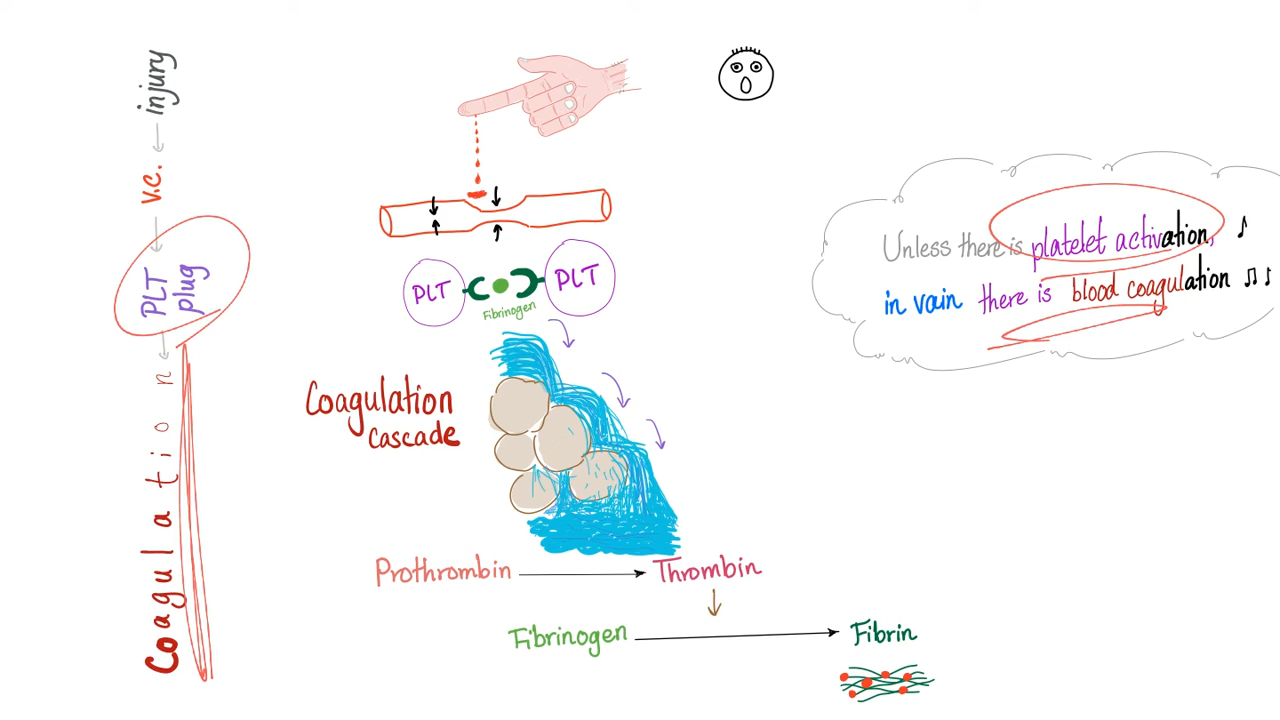 injury
v.c.
PLT
plug
Coagulation
PLT
PLT
Fibrinogen
Coagulation
Cascade
Prothrombin
Thrombin
Fibrinogen
Fibrin
Unless there is platelet activation,
in vain there is blood coagulation